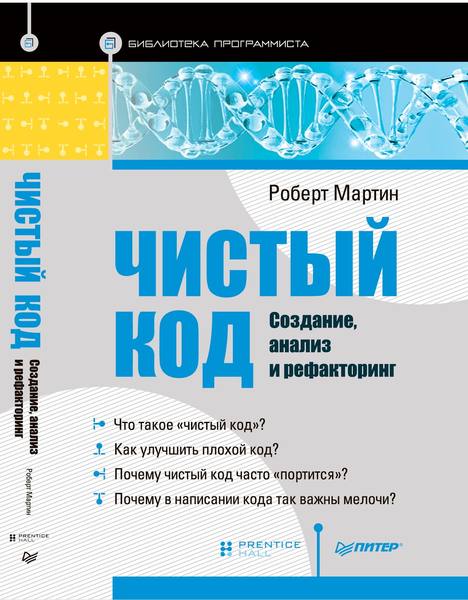 БИБЛИОТЕКА ПРОГРАММИСТА
Роберт Мартин
ЧИСТЫЙ
КОД
Создание,
анализ
и рефакторинг
Что такое «чистый код»?
Как улучшить плохой код?
Почему чистый код часто «портится»?
Почему в написании кода так важны мелочи?
PRENTICE
HALL
ПИТЕР®
ЧИСТЫЙ КОД
Создание, анализ
и рефакторинг
Роберт Мартин
PRENTICE
HALL